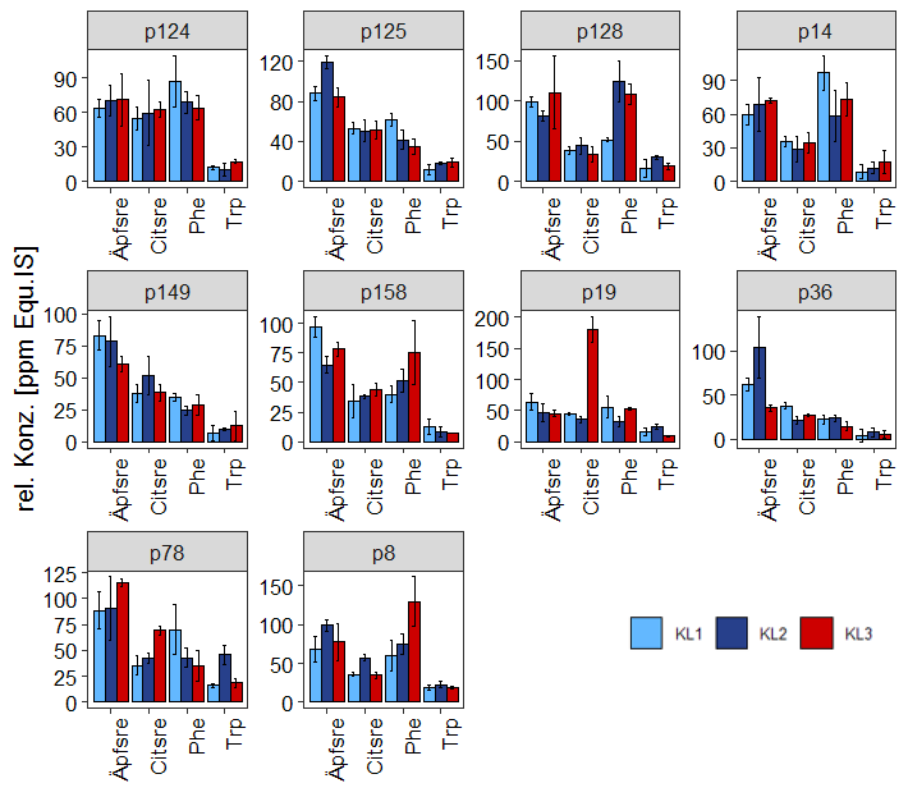 p124 p125 p128 p14
90 60 30 0
120 80 40 0
150 100 50 0
90 60 30 0
Äpfsre Citsre Phe Trp
Äpfsre Citsre Phe Trp
Äpfsre Citsre Phe Trp
Äpfsre Citsre Phe Trp
rel. Konz. [ppm Equ.IS]
p149 p158 p19 p36
100 75 50 25 0
100 75 50 25 0
200 150 100 50 0
100 50 0
Äpfsre Citsre Phe Trp
Äpfsre Citsre Phe Trp
Äpfsre Citsre Phe Trp
Äpfsre Citsre Phe Trp
p78 p8
125 100 75 50 25 0
150 100 50 0
Äpfsre Citsre Phe Trp
Äpfsre Citsre Phe Trp
KL1 KL2 KL3